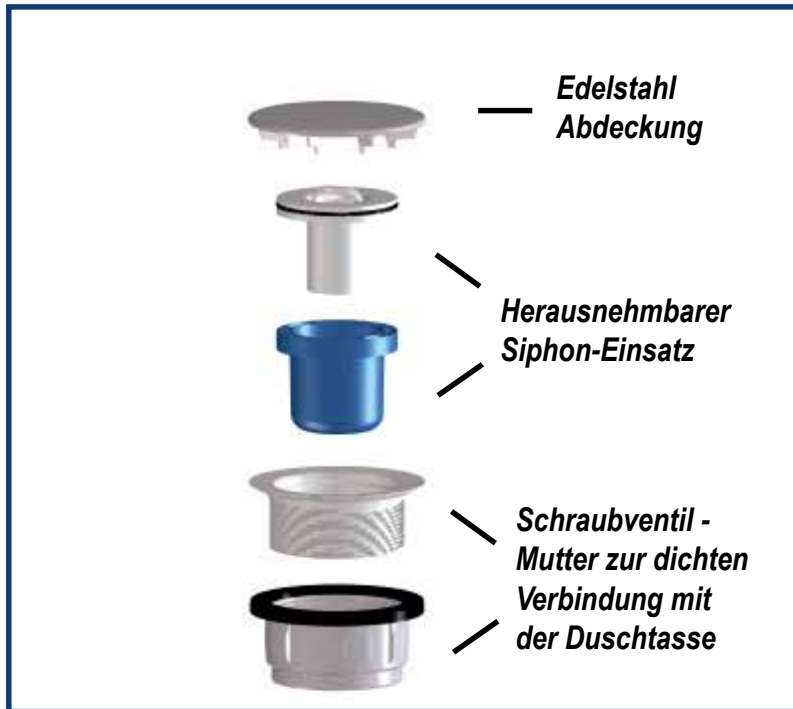 Edelstahl
Abdeckung
Herausnehmbarer
Siphon-Einsatz
Schraubventil -
Mutter zur dichten
Verbindung mit
der Duschtasse